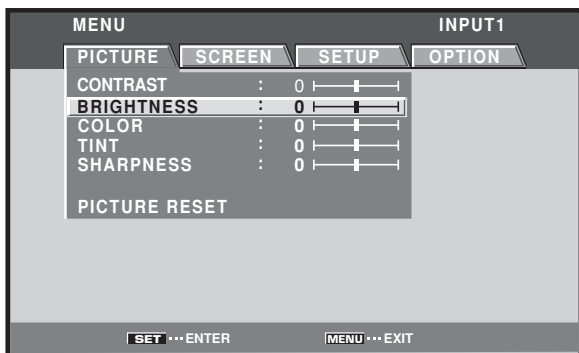 MENU INPUT1
PICTURE SCREEN SETUP OPTION
CONTRAST : 0
BRIGHTNESS : 0
COLOR : 0
TINT : 0
SHARPNESS : 0
PICTURE RESET
SET ··· ENTER MENU ··· EXIT